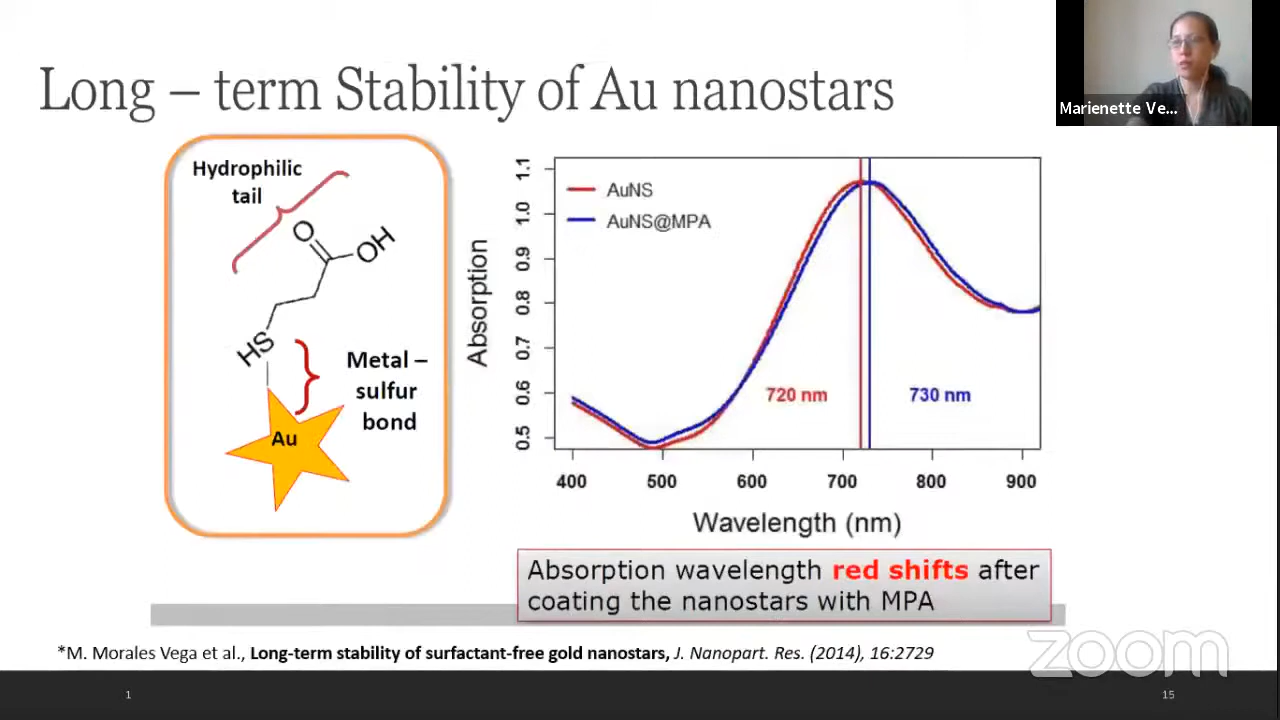 Long – term Stability of Au nanostars
Marienette Ve...
Hydrophilic
tail
O
OH
HS
Metal –
sulfur
bond
Au
Absorption
1.1
1.0
0.9
0.8
0.7
0.6
0.5
AuNS
AuNS@MPA
720 nm
730 nm
400 500 600 700 800 900
Wavelength (nm)
Absorption wavelength red shifts after
coating the nanostars with MPA
*M. Morales Vega et al., Long-term stability of surfactant-free gold nanostars, J. Nanopart. Res. (2014), 16:2729
zoom
1
15